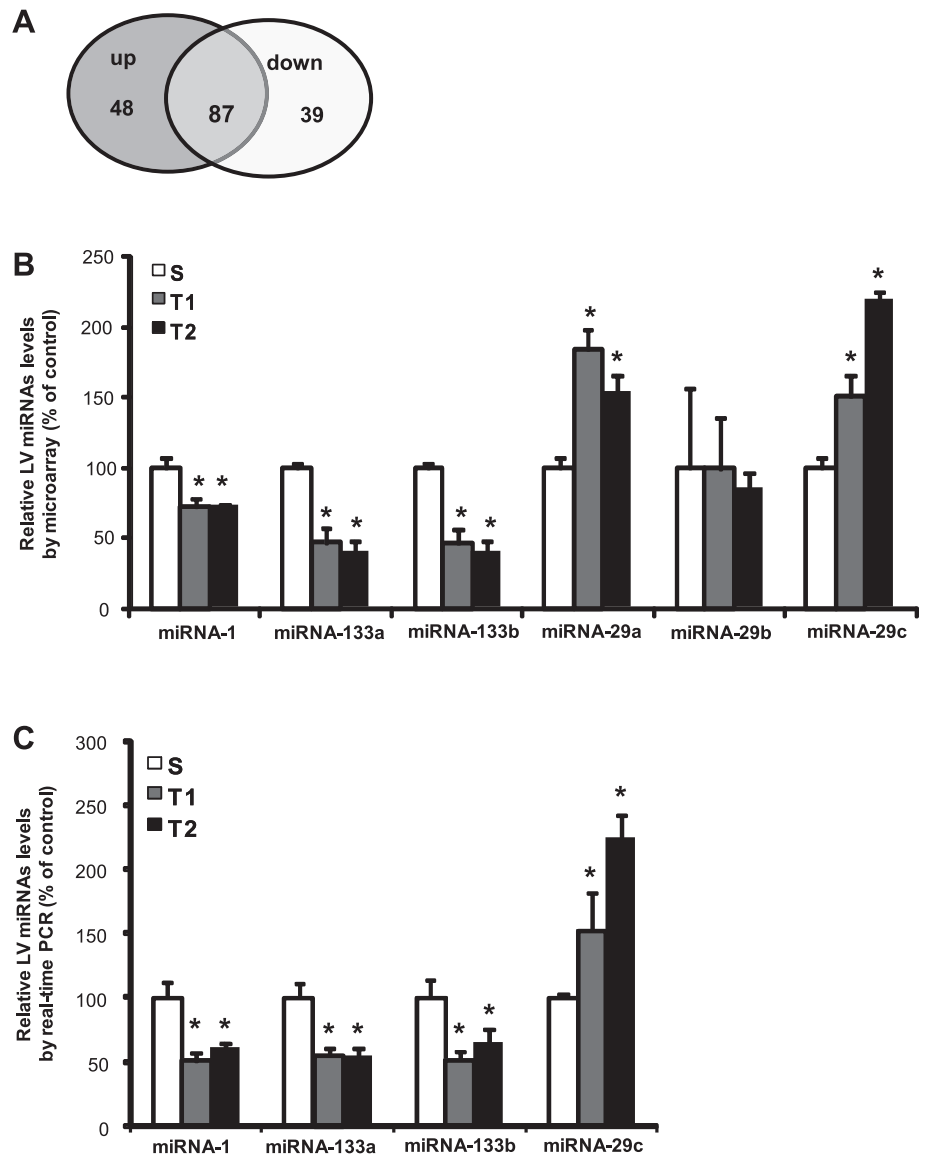 A
up
down
48
87
39
B
Relative LV miRNAs levels
by microarray (% of control)
250
200
150
100
50
0
S
T1
T2
* *
* *
* *
* *
* *
miRNA-1
miRNA-133a
miRNA-133b
miRNA-29a
miRNA-29b
miRNA-29c
C
Relative LV miRNAs levels
by real-time PCR (% of control)
300
250
200
150
100
50
0
S
T1
T2
* *
* *
* *
* *
miRNA-1
miRNA-133a
miRNA-133b
miRNA-29c